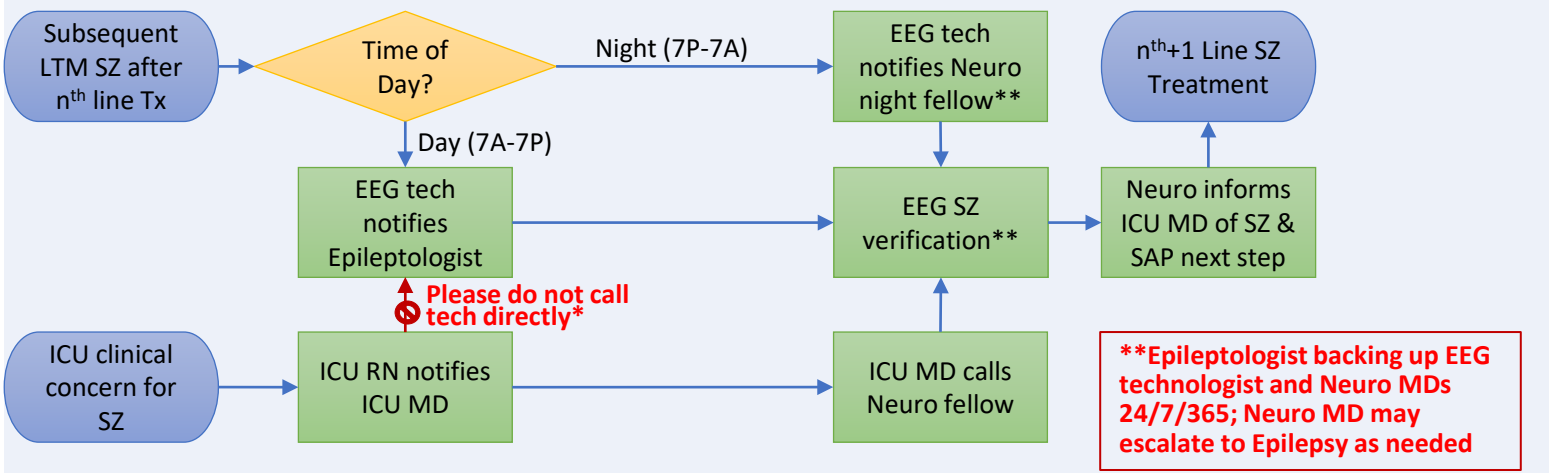 Subsequent
LTM SZ after
nth line Tx
Time of
Day?
Night (7P-7A)
EEG tech
notifies Neuro
night fellow**
nth+1 Line SZ
Treatment
Day (7A-7P)
EEG tech
notifies
Epileptologist
EEG SZ
verification**
Neuro informs
ICU MD of SZ &
SAP next step
Please do not call
tech directly*
ICU clinical
concern for
SZ
ICU RN notifies
ICU MD
ICU MD calls
Neuro fellow
**Epileptologist backing up EEG
technologist and Neuro MDs
24/7/365; Neuro MD may
escalate to Epilepsy as needed